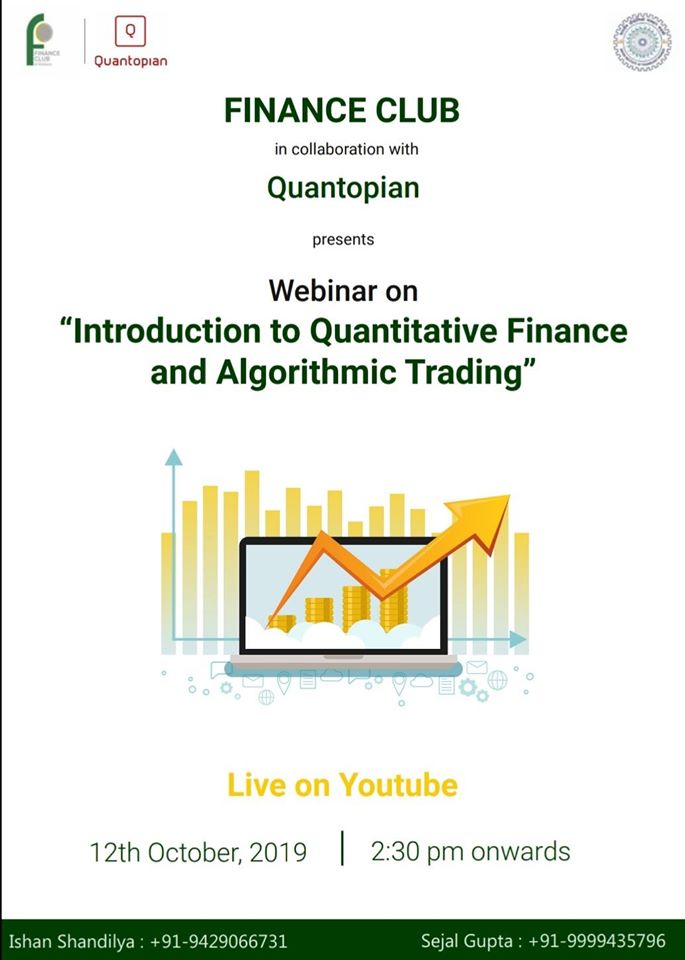 FINANCE
CLUB
Q
Quantopian
FINANCE CLUB
in collaboration with
Quantopian
presents
Webinar on
“Introduction to Quantitative Finance
and Algorithmic Trading”
Live on Youtube
12th October, 2019 | 2:30 pm onwards
Ishan Shandilya : +91-9429066731
Sejal Gupta : +91-9999435796